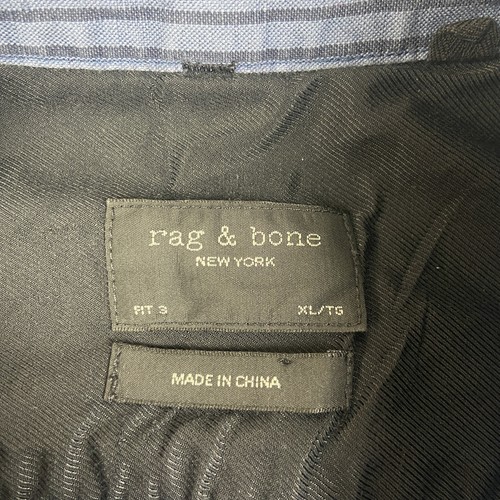 rag & bone
NEW YORK
FIT 3 XL/TG
MADE IN CHINA